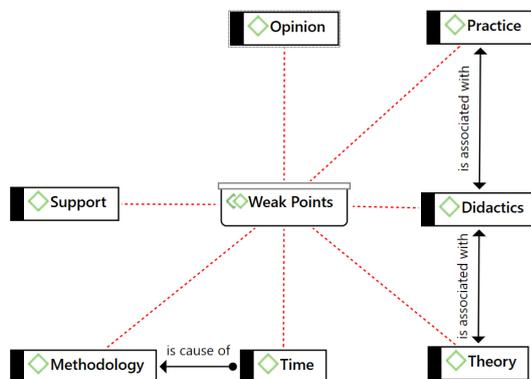 Opinion
Practice
is associated with
Support
Weak Points
Didactics
is associated with
Methodology
is cause of
Time
Theory